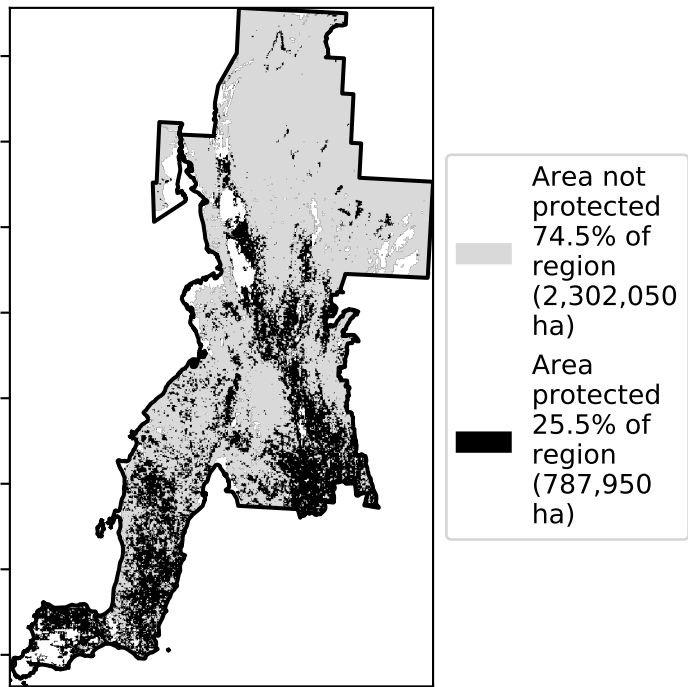 Area not
protected
74.5% of
region
(2,302,050
ha)
Area
protected
25.5% of
region
(787,950
ha)